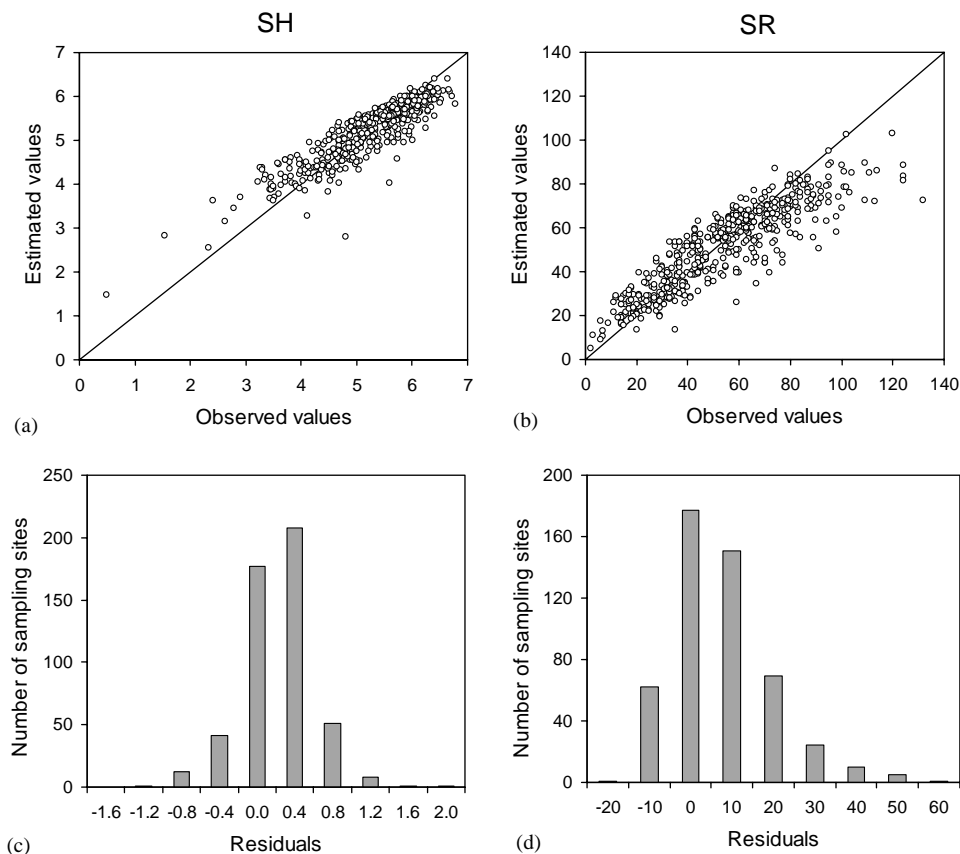 SH
7
6
5
4
3
2
1
0
Estimated values
0 1 2 3 4 5 6 7
Observed values
(a)
SR
140
120
100
80
60
40
20
0
Estimated values
0 20 40 60 80 100 120 140
Observed values
(b)
250
200
150
100
50
0
Number of sampling sites
-1.6 -1.2 -0.8 -0.4 0.0 0.4 0.8 1.2 1.6 2.0
Residuals
(c)
200
160
120
80
40
0
Number of sampling sites
-20 -10 0 10 20 30 40 50 60
Residuals
(d)